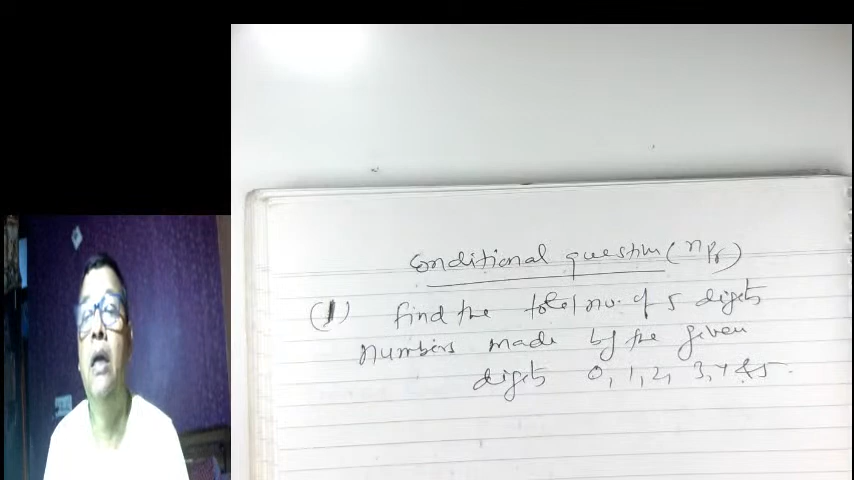 Conditional question (nPr)
(1) find the total no. of 5 digits
numbers made by the given
digits 0, 1, 2, 3, 4 & 5.